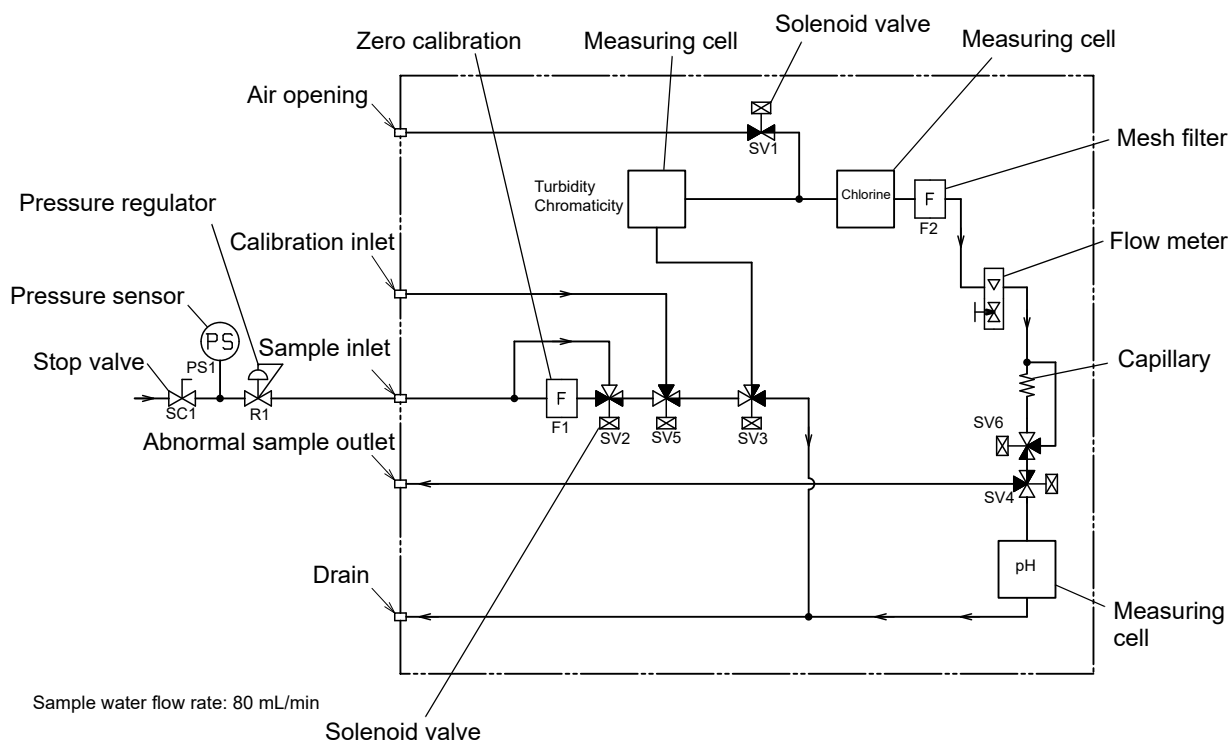 Solenoid valve
Zero calibration
Measuring cell
Measuring cell
Air opening
SV1
Mesh filter
Turbidity
Chromaticity
Chlorine
F
F2
Pressure regulator
Calibration inlet
Flow meter
Pressure sensor
PS
Sample inlet
Stop valve
PS1
Capillary
SC1
R1
F
F1
SV2
SV5
SV3
SV6
Abnormal sample outlet
SV4
pH
Drain
Measuring
cell
Sample water flow rate: 80 mL/min
Solenoid valve